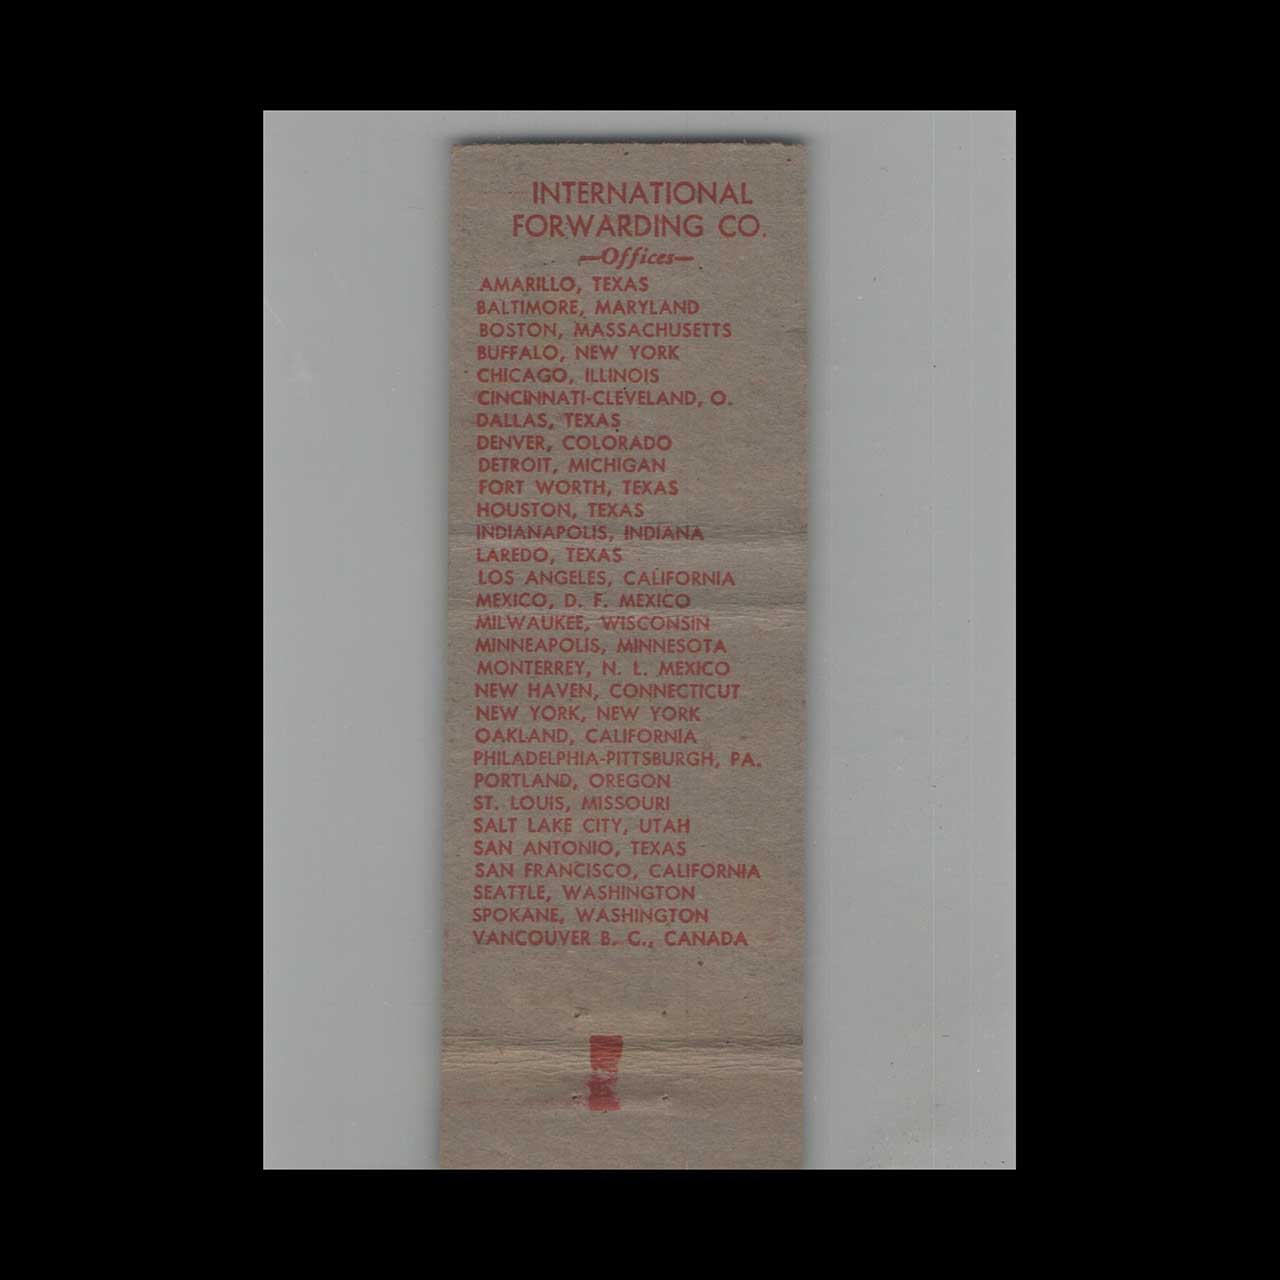 INTERNATIONAL
FORWARDING CO.
—Offices—
AMARILLO, TEXAS
BALTIMORE, MARYLAND
BOSTON, MASSACHUSETTS
BUFFALO, NEW YORK
CHICAGO, ILLINOIS
CINCINNATI-CLEVELAND, O.
DALLAS, TEXAS
DENVER, COLORADO
DETROIT, MICHIGAN
FORT WORTH, TEXAS
HOUSTON, TEXAS
INDIANAPOLIS, INDIANA
LAREDO, TEXAS
LOS ANGELES, CALIFORNIA
MEXICO, D. F. MEXICO
MILWAUKEE, WISCONSIN
MINNEAPOLIS, MINNESOTA
MONTERREY, N. L. MEXICO
NEW HAVEN, CONNECTICUT
NEW YORK, NEW YORK
OAKLAND, CALIFORNIA
PHILADELPHIA-PITTSBURGH, PA.
PORTLAND, OREGON
ST. LOUIS, MISSOURI
SALT LAKE CITY, UTAH
SAN ANTONIO, TEXAS
SAN FRANCISCO, CALIFORNIA
SEATTLE, WASHINGTON
SPOKANE, WASHINGTON
VANCOUVER B. C., CANADA